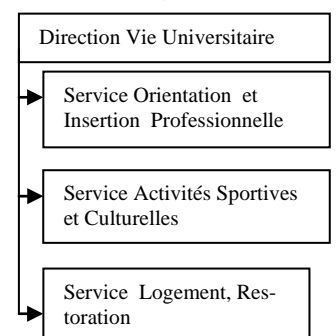 Direction Vie Universitaire
Service Orientation et
Insertion Professionnelle
Service Activités Sportives
et Culturelles
Service Logement, Res-
toration